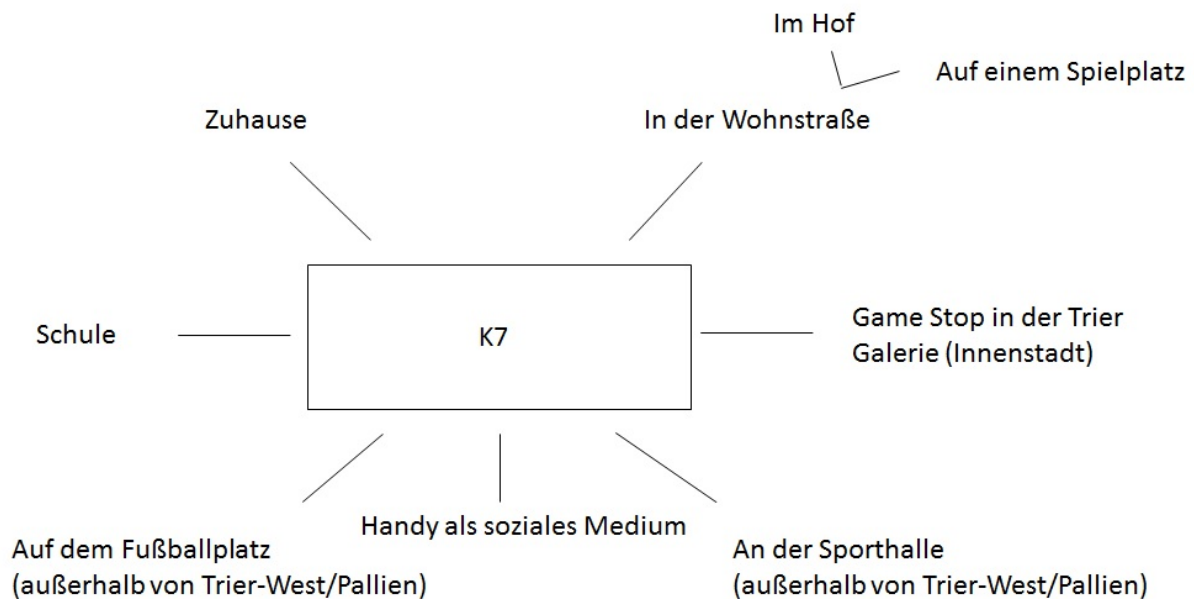 Im Hof
Auf einem Spielplatz
Zuhause
In der Wohnstraße
Schule
K7
Game Stop in der Trier
Galerie (Innenstadt)
Handy als soziales Medium
Auf dem Fußballplatz
(außerhalb von Trier-West/Pallien)
An der Sporthalle
(außerhalb von Trier-West/Pallien)